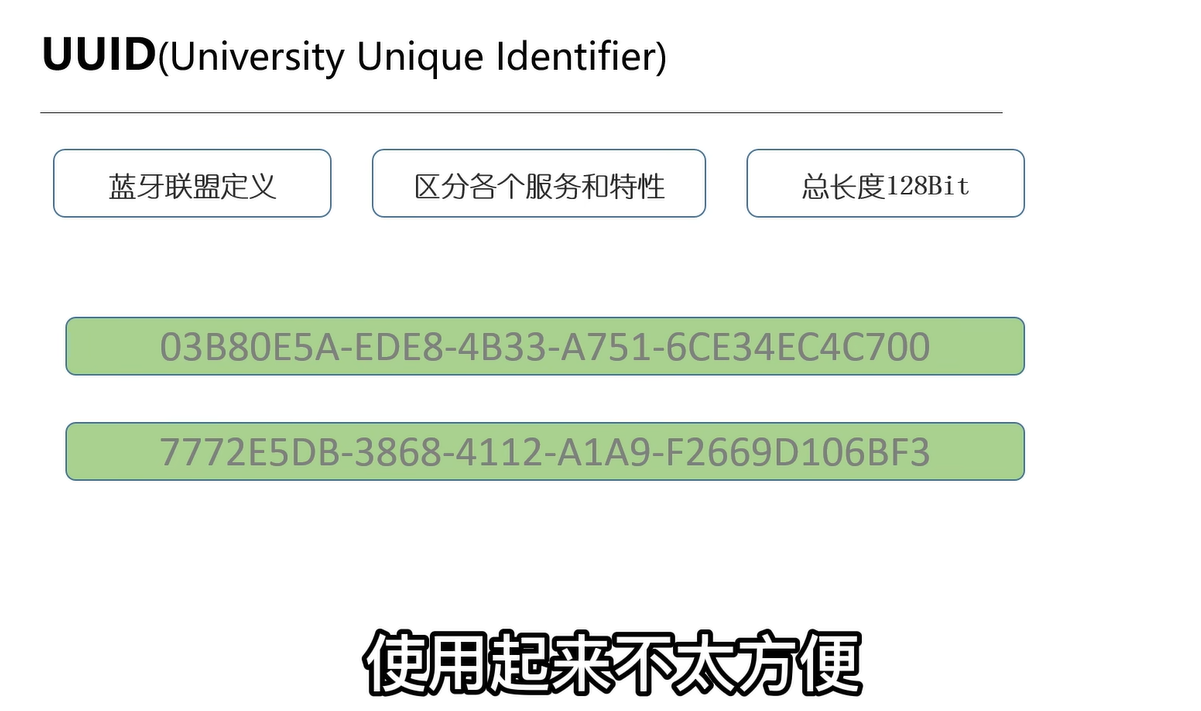 UUID(University Unique Identifier)
蓝牙联盟定义
区分各个服务和特性
总长度128Bit
03B80E5A-EDE8-4B33-A751-6CE34EC4C700
7772E5DB-3868-4112-A1A9-F2669D106BF3
使用起来不太方便